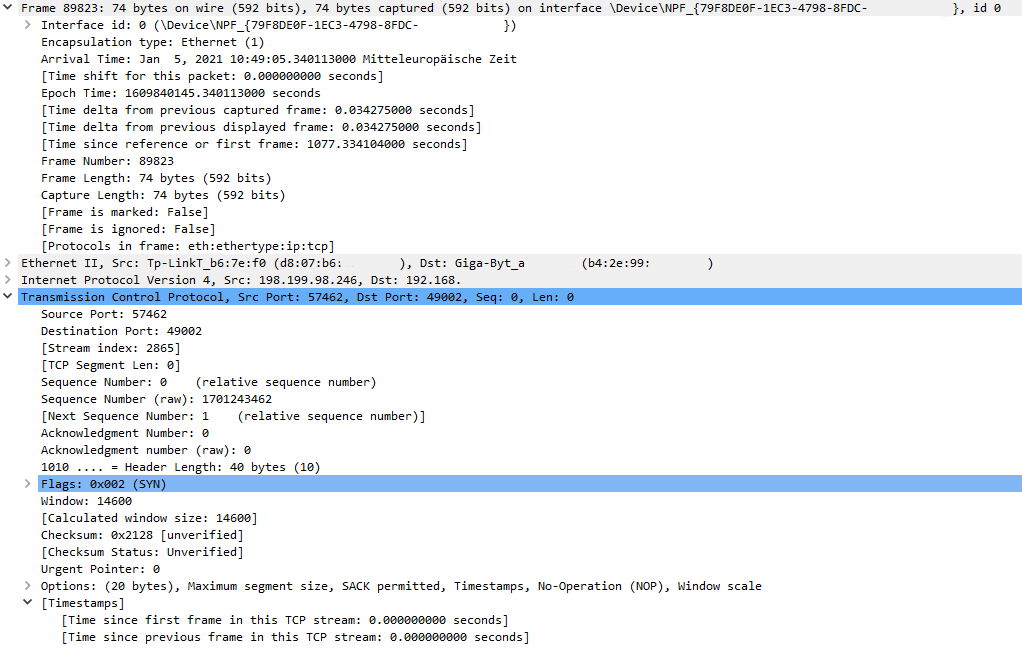 Frame 89823: 74 bytes on wire (592 bits), 74 bytes captured (592 bits) on interface \Device\NPF_{79F8DE0F-1EC3-4798-8FDC- }, id 0
Interface id: 0 (\Device\NPF_{79F8DE0F-1EC3-4798-8FDC- })
Encapsulation type: Ethernet (1)
Arrival Time: Jan  5, 2021 10:49:05.340113000 Mitteleuropäische Zeit
[Time shift for this packet: 0.000000000 seconds]
Epoch Time: 1609840145.340113000 seconds
[Time delta from previous captured frame: 0.034275000 seconds]
[Time delta from previous displayed frame: 0.034275000 seconds]
[Time since reference or first frame: 1077.334104000 seconds]
Frame Number: 89823
Frame Length: 74 bytes (592 bits)
Capture Length: 74 bytes (592 bits)
[Frame is marked: False]
[Frame is ignored: False]
[Protocols in frame: eth:ethertype:ip:tcp]
Ethernet II, Src: Tp-LinkT_b6:7e:f0 (d8:07:b6: ), Dst: Giga-Byt_a (b4:2e:99: )
Internet Protocol Version 4, Src: 198.199.98.246, Dst: 192.168.
Transmission Control Protocol, Src Port: 57462, Dst Port: 49002, Seq: 0, Len: 0
Source Port: 57462
Destination Port: 49002
[Stream index: 2865]
[TCP Segment Len: 0]
Sequence Number: 0    (relative sequence number)
Sequence Number (raw): 1701243462
[Next Sequence Number: 1    (relative sequence number)]
Acknowledgment Number: 0
Acknowledgment number (raw): 0
1010 .... = Header Length: 40 bytes (10)
Flags: 0x002 (SYN)
Window: 14600
[Calculated window size: 14600]
Checksum: 0x2128 [unverified]
[Checksum Status: Unverified]
Urgent Pointer: 0
Options: (20 bytes), Maximum segment size, SACK permitted, Timestamps, No-Operation (NOP), Window scale
[Timestamps]
[Time since first frame in this TCP stream: 0.000000000 seconds]
[Time since previous frame in this TCP stream: 0.000000000 seconds]